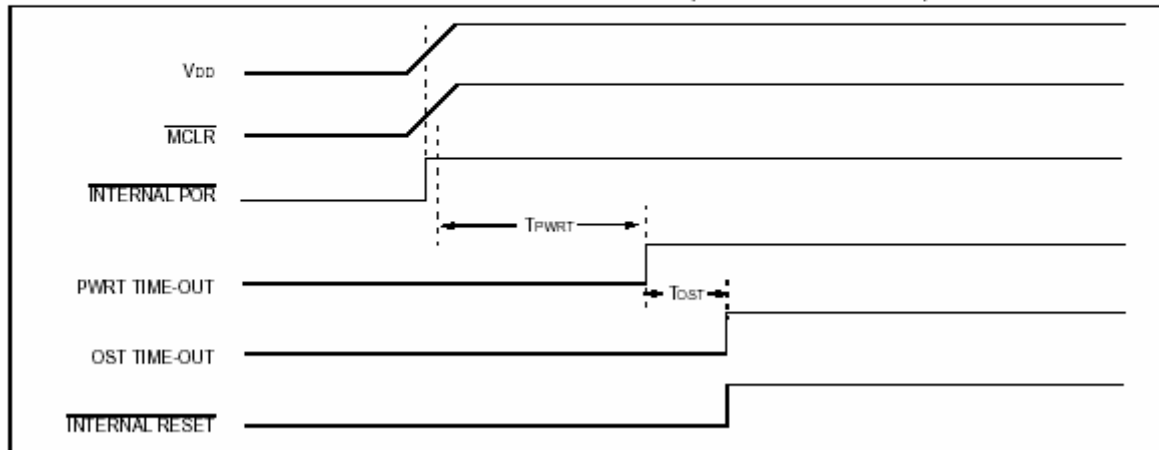 VDD
MCLR
INTERNAL POR
TPWRT
PWRT TIME-OUT
TOST
OST TIME-OUT
INTERNAL RESET